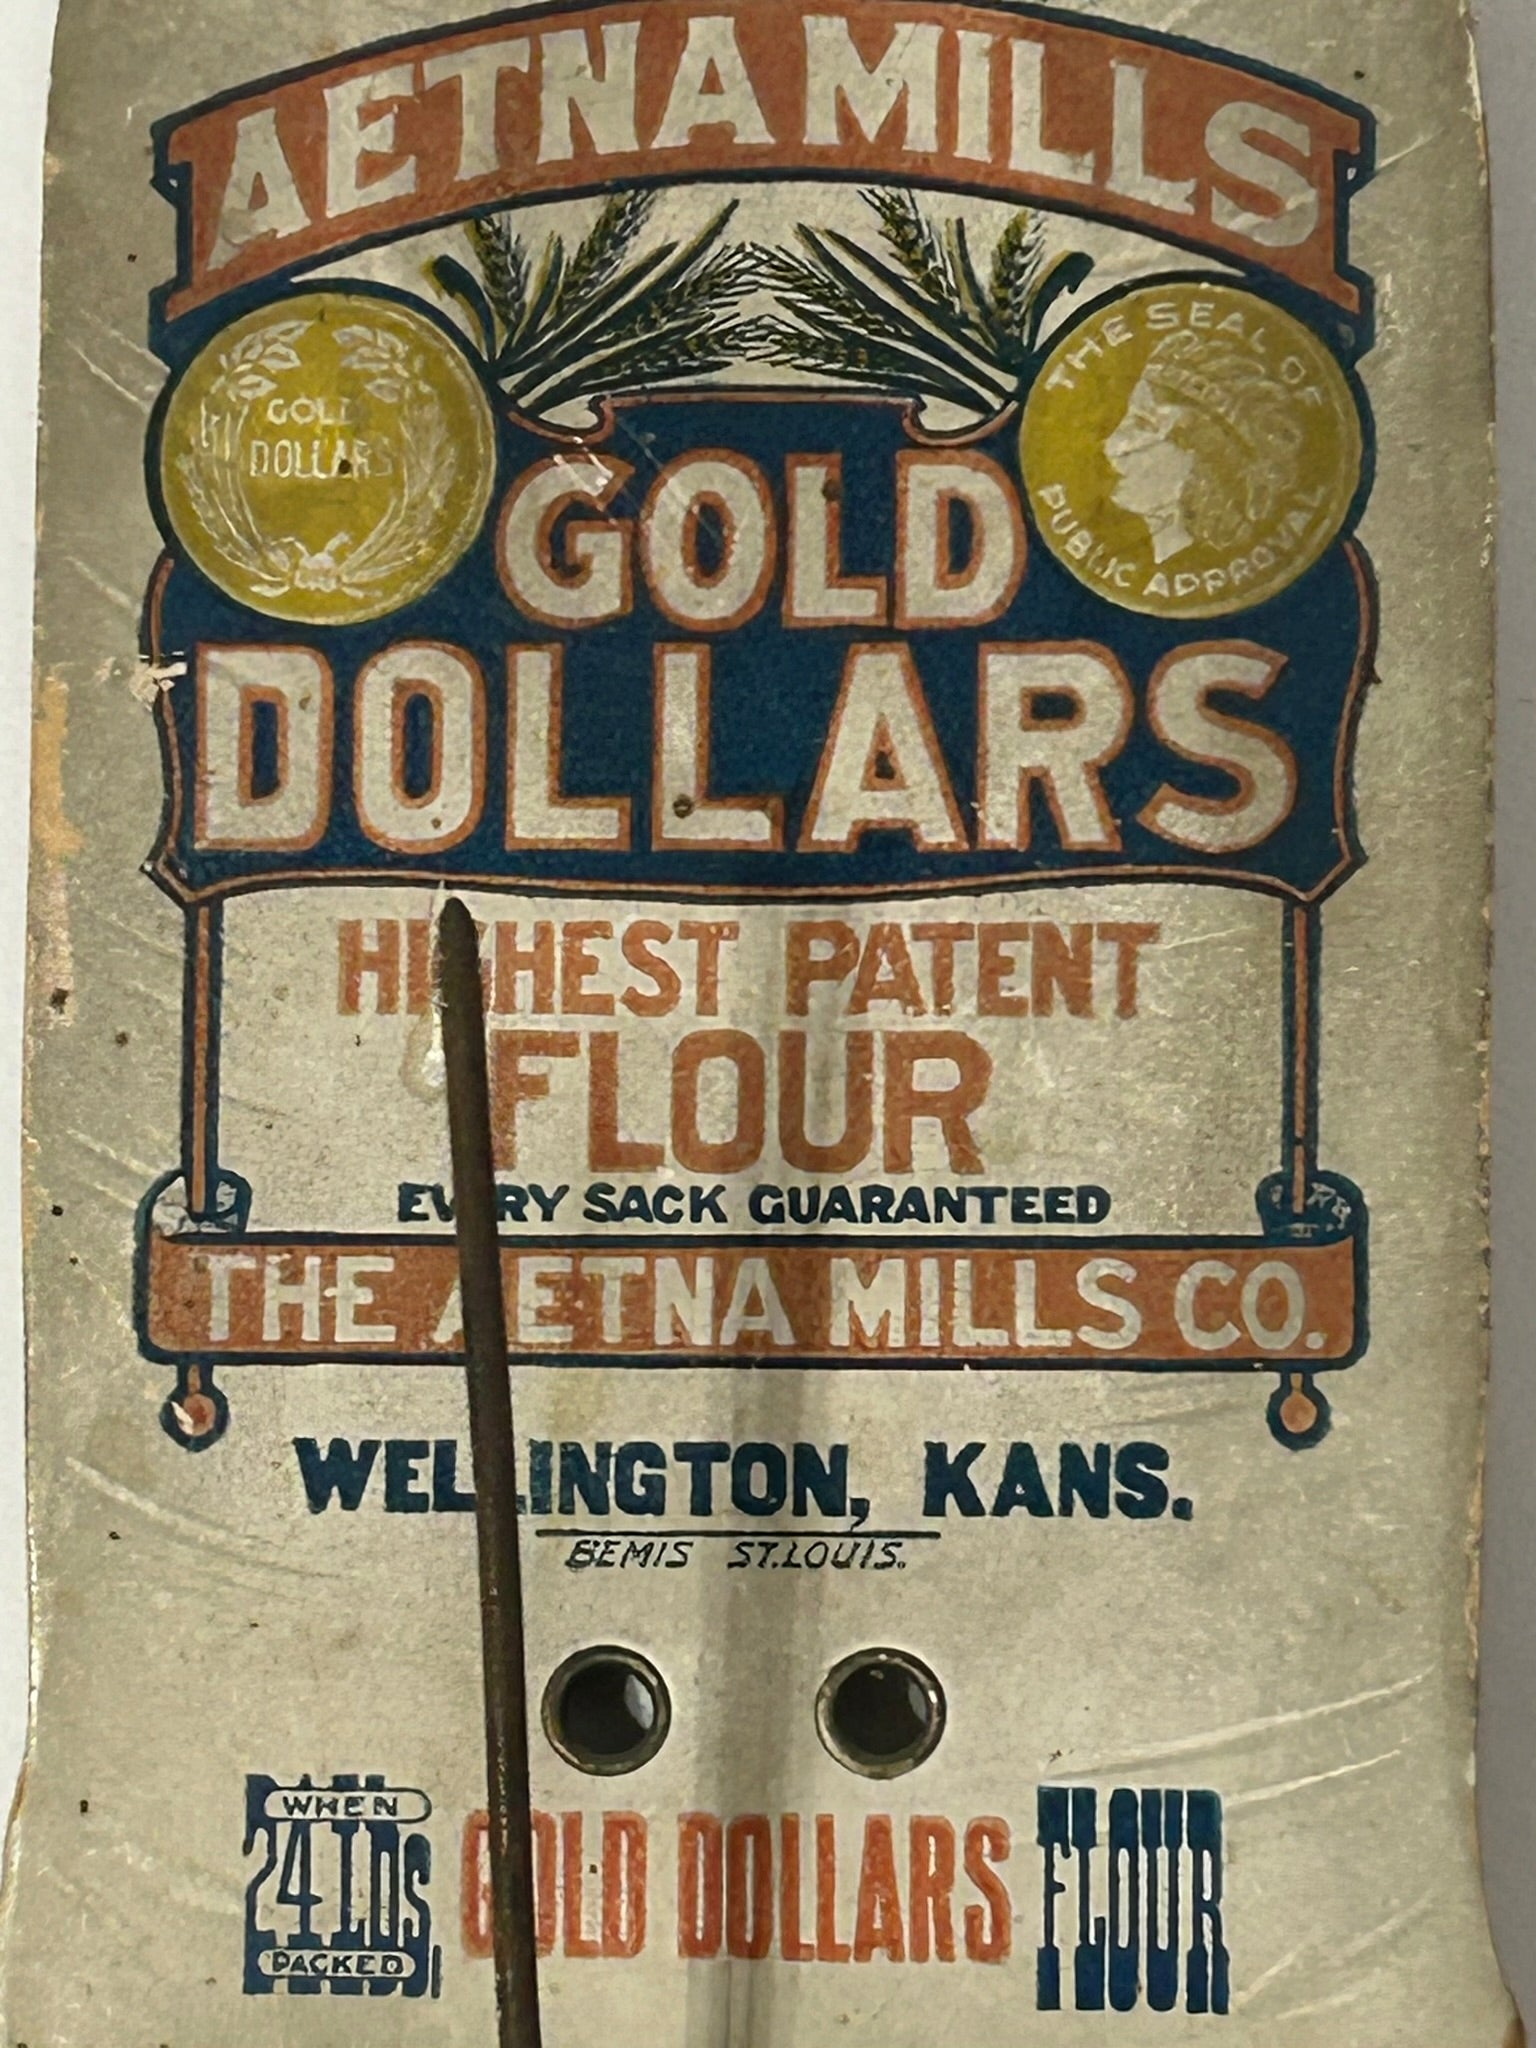 AETNA MILLS
GOLD
DOLLARS
THE SEAL OF
PUBLIC APPROVAL
GOLD
DOLLARS
HIGHEST PATENT
FLOUR
EVERY SACK GUARANTEED
THE AETNA MILLS CO.
WELLINGTON, KANS.
BEMIS ST. LOUIS.
WHEN
24 LBS
PACKED
GOLD DOLLARS
FLOUR